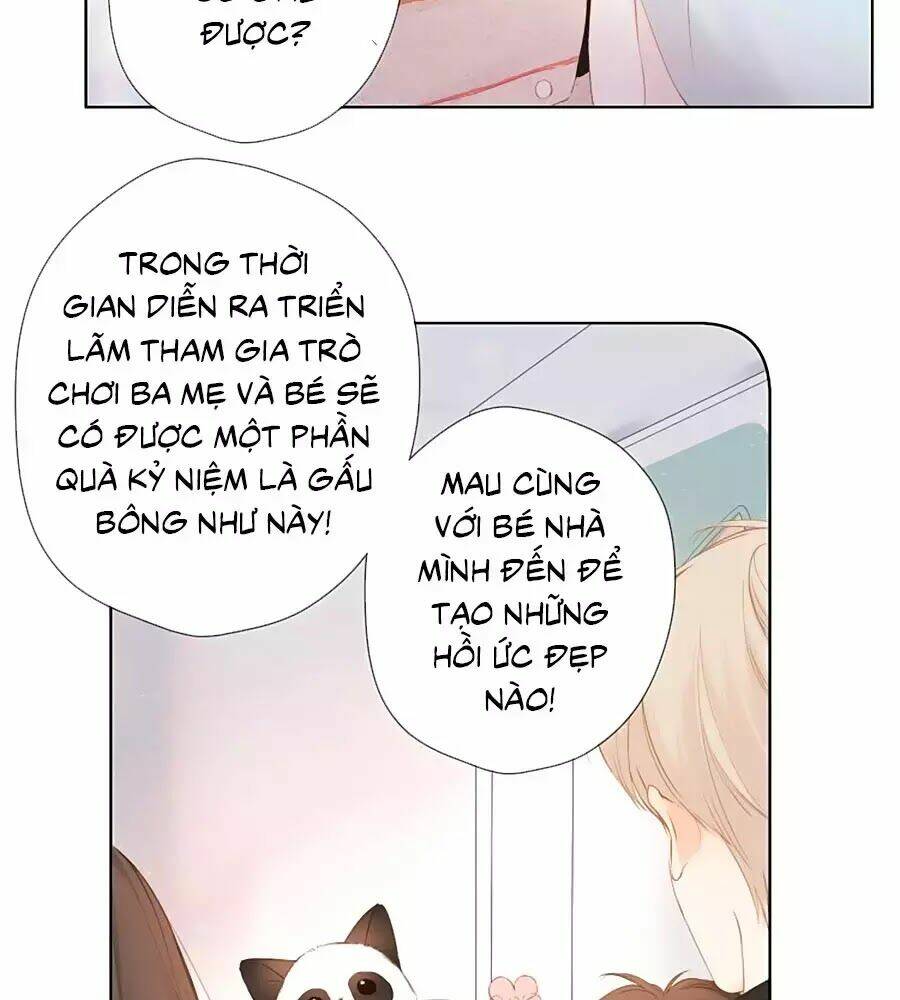 ĐƯỢC?
TRONG THỜI
GIAN DIỄN RA TRIỂN
LÃM THAM GIA TRÒ
CHƠI BA MẸ VÀ BÉ SẼ
CÓ ĐƯỢC MỘT PHẦN
QUÀ KỶ NIỆM LÀ GẤU
BÔNG NHƯ NÀY!
MAU CÙNG
VỚI BÉ NHÀ
MÌNH ĐẾN ĐỂ
TẠO NHỮNG
HỒI ỨC ĐẸP
NÀO!